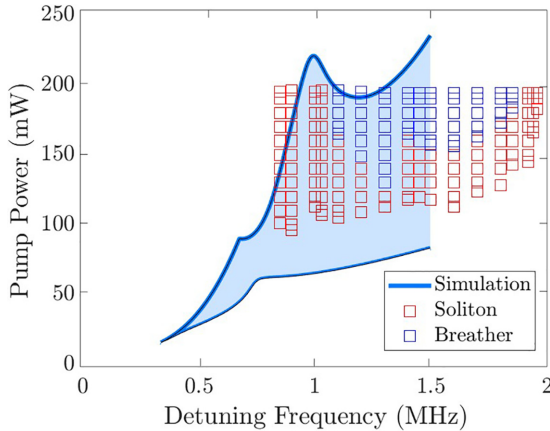 250
200
150
100
50
0
Pump Power (mW)
0
0.5
1
1.5
2
Detuning Frequency (MHz)
Simulation
Soliton
Breather